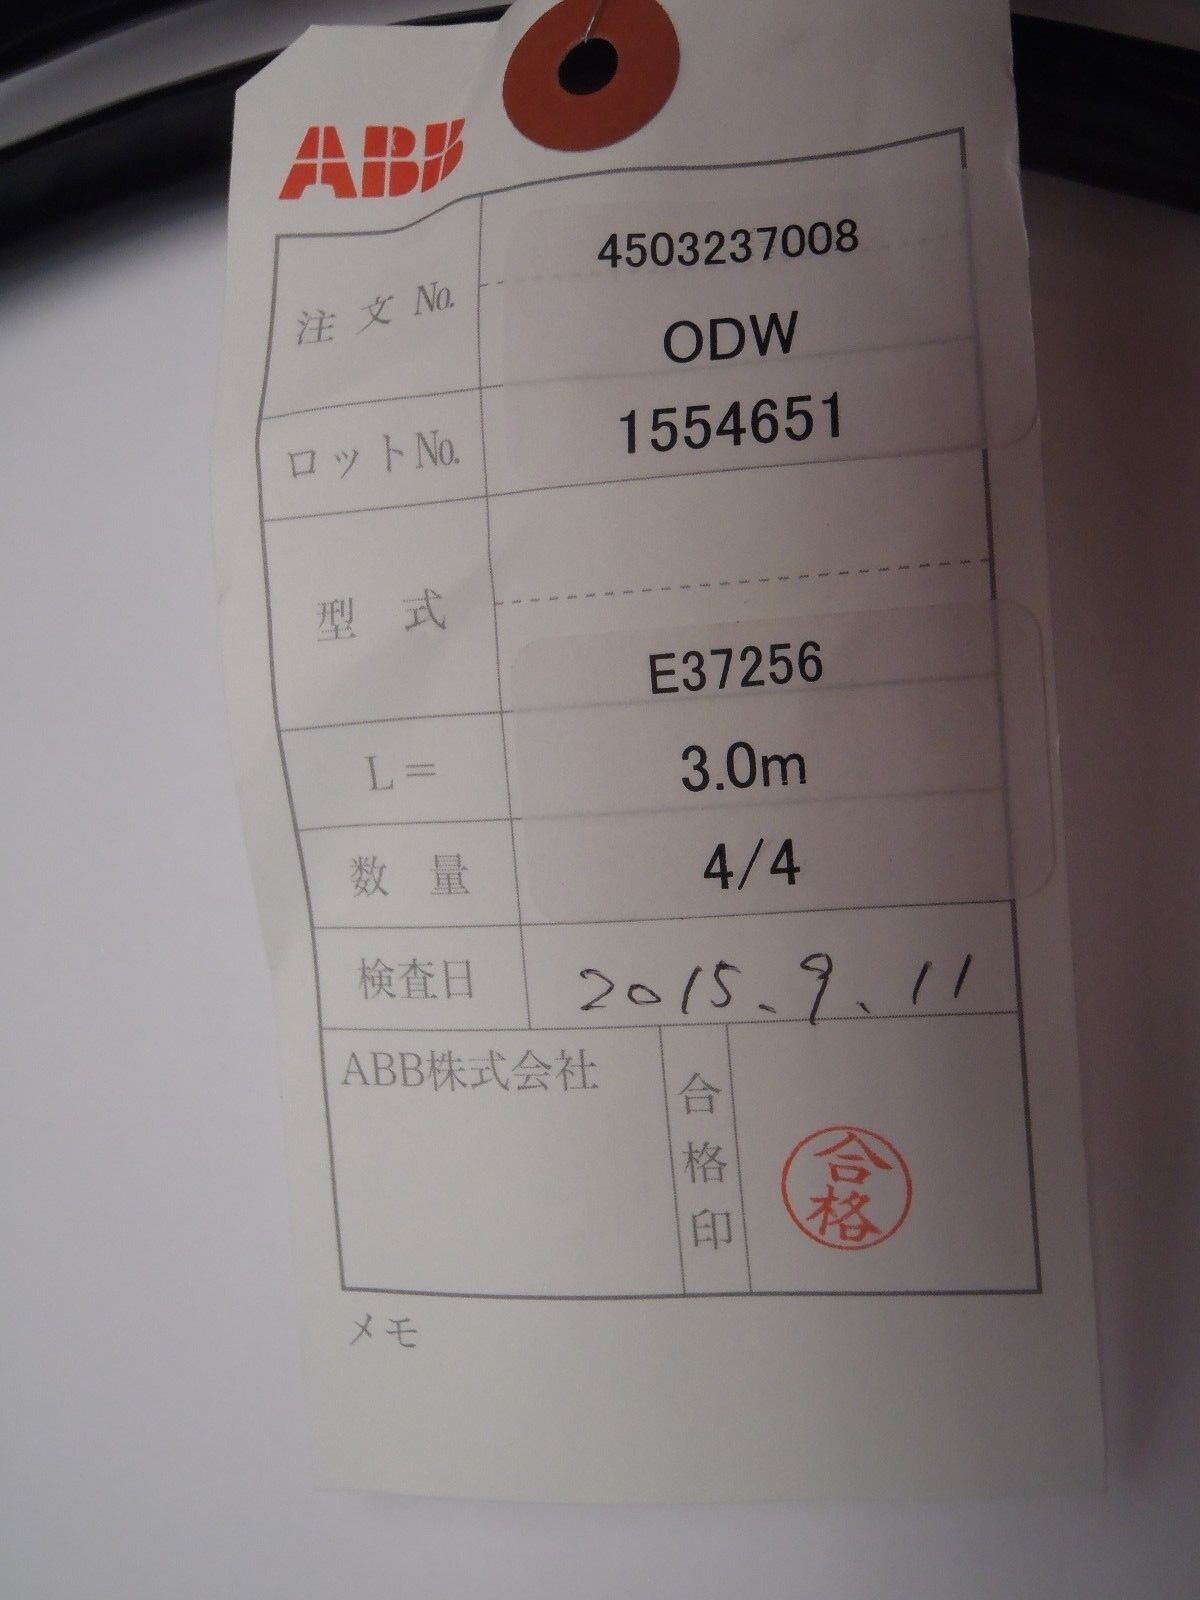 ABB
注文No. 4503237008
ODW
ロットNo. 1554651
型式
E37256
L= 3.0m
数量 4/4
検査日 2015、9、11
ABB株式会社 合格印 合格
メモ